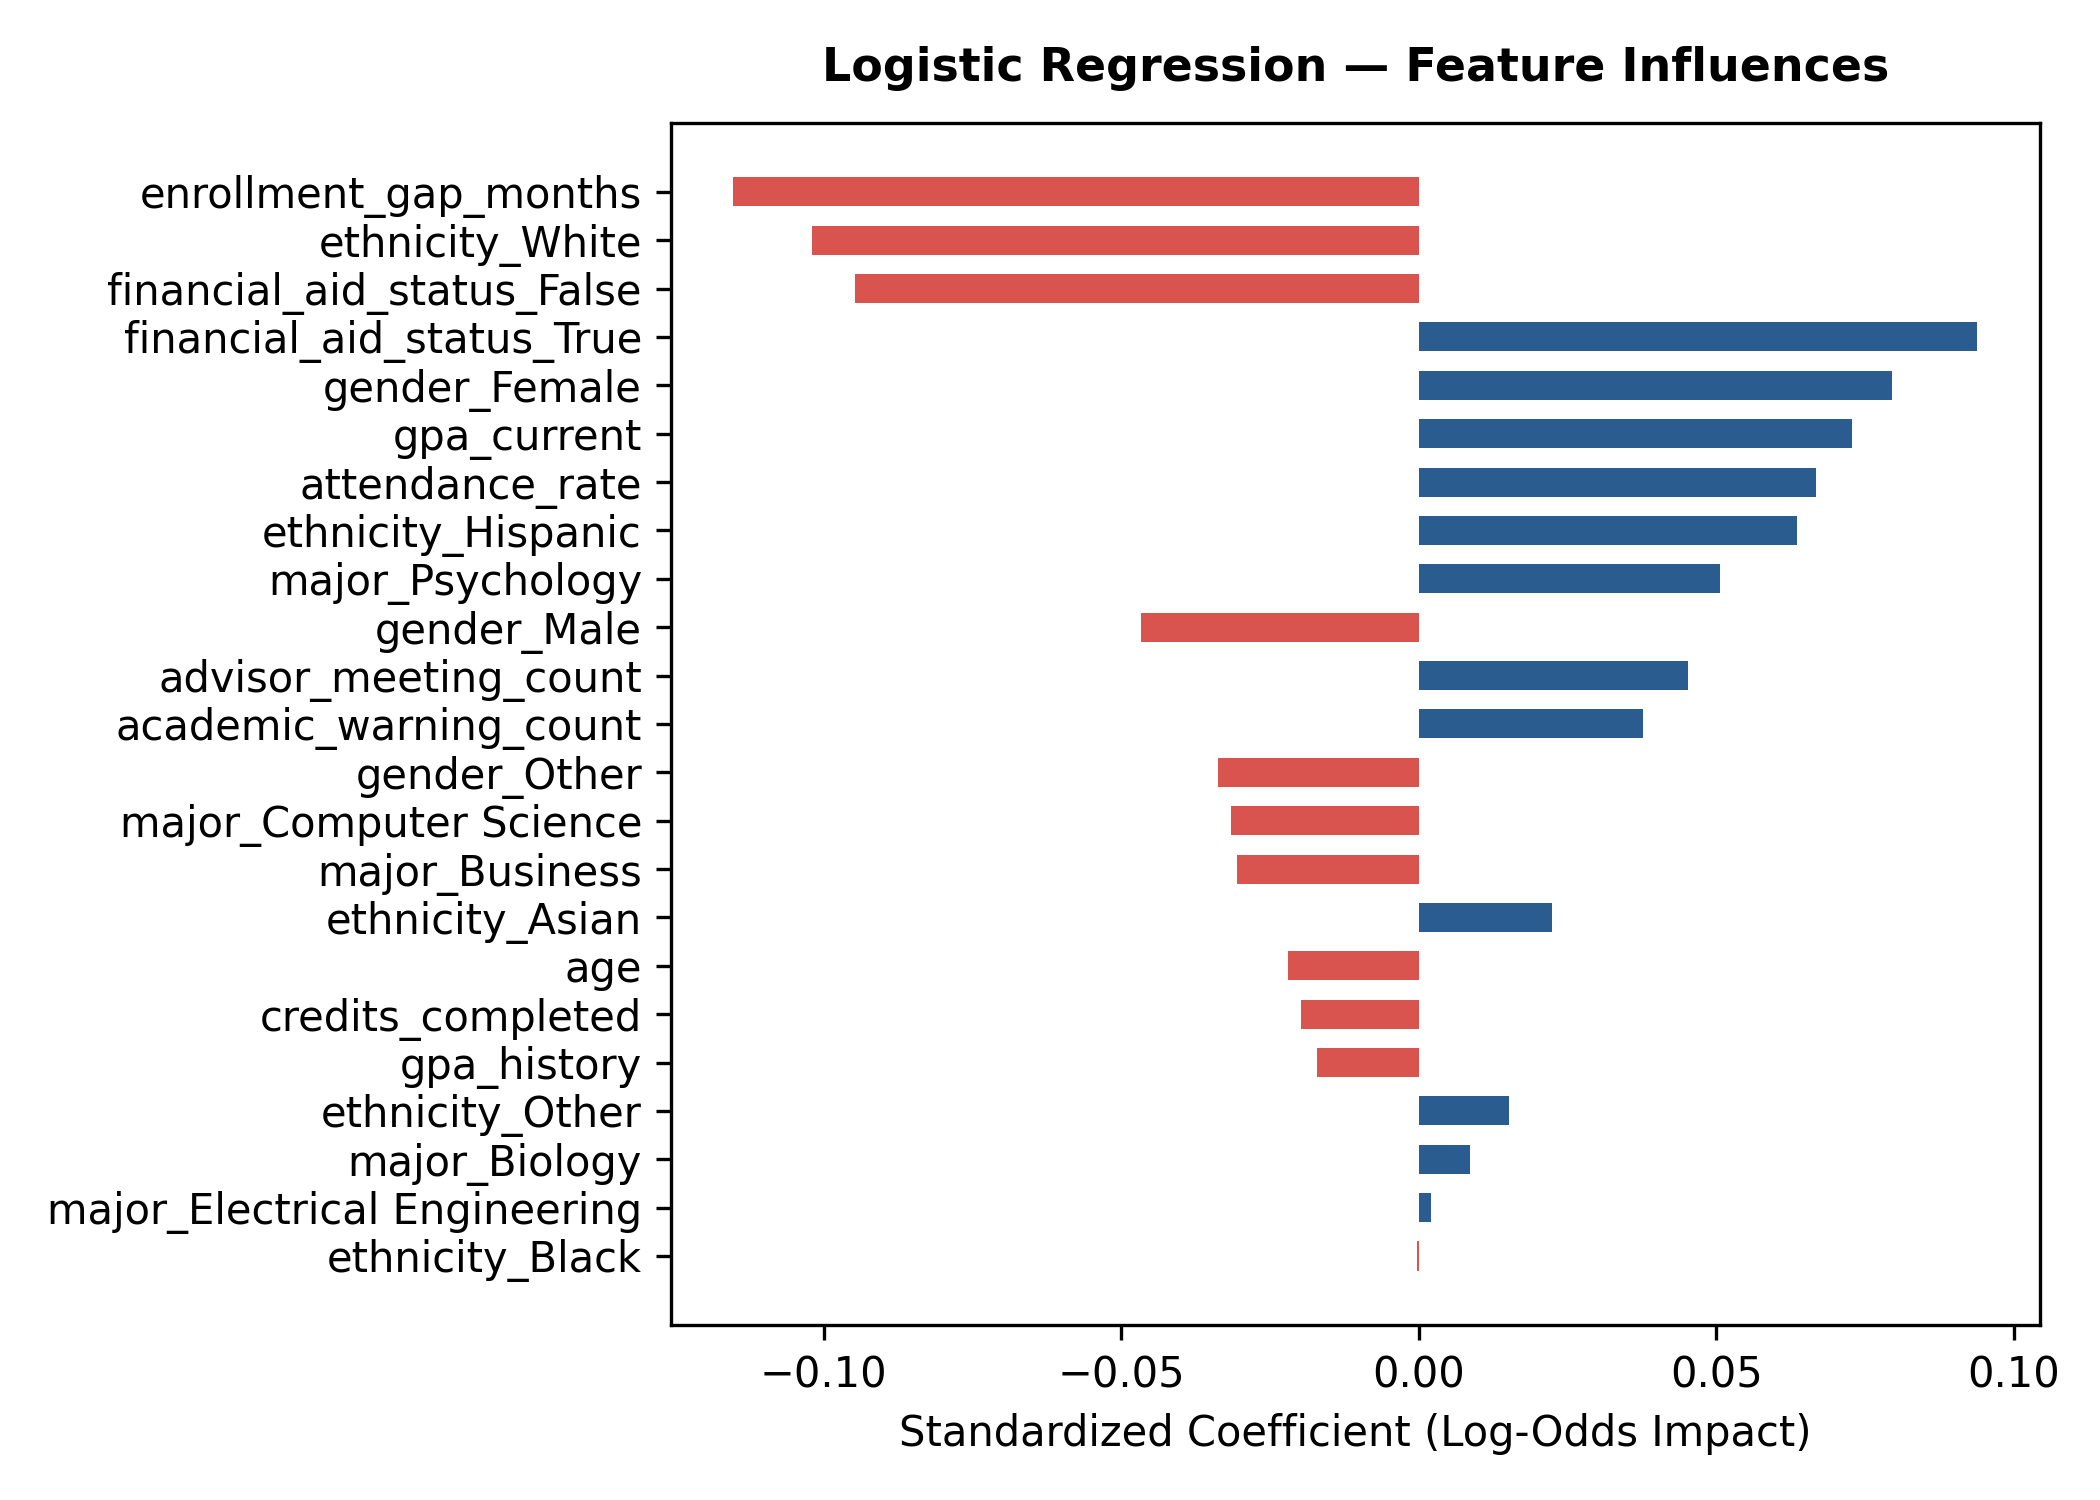 Logistic Regression — Feature Influences
enrollment_gap_months
ethnicity_White
financial_aid_status_False
financial_aid_status_True
gender_Female
gpa_current
attendance_rate
ethnicity_Hispanic
major_Psychology
gender_Male
advisor_meeting_count
academic_warning_count
gender_Other
major_Computer Science
major_Business
ethnicity_Asian
age
credits_completed
gpa_history
ethnicity_Other
major_Biology
major_Electrical Engineering
ethnicity_Black
−0.10 −0.05 0.00 0.05 0.10
Standardized Coefficient (Log-Odds Impact)